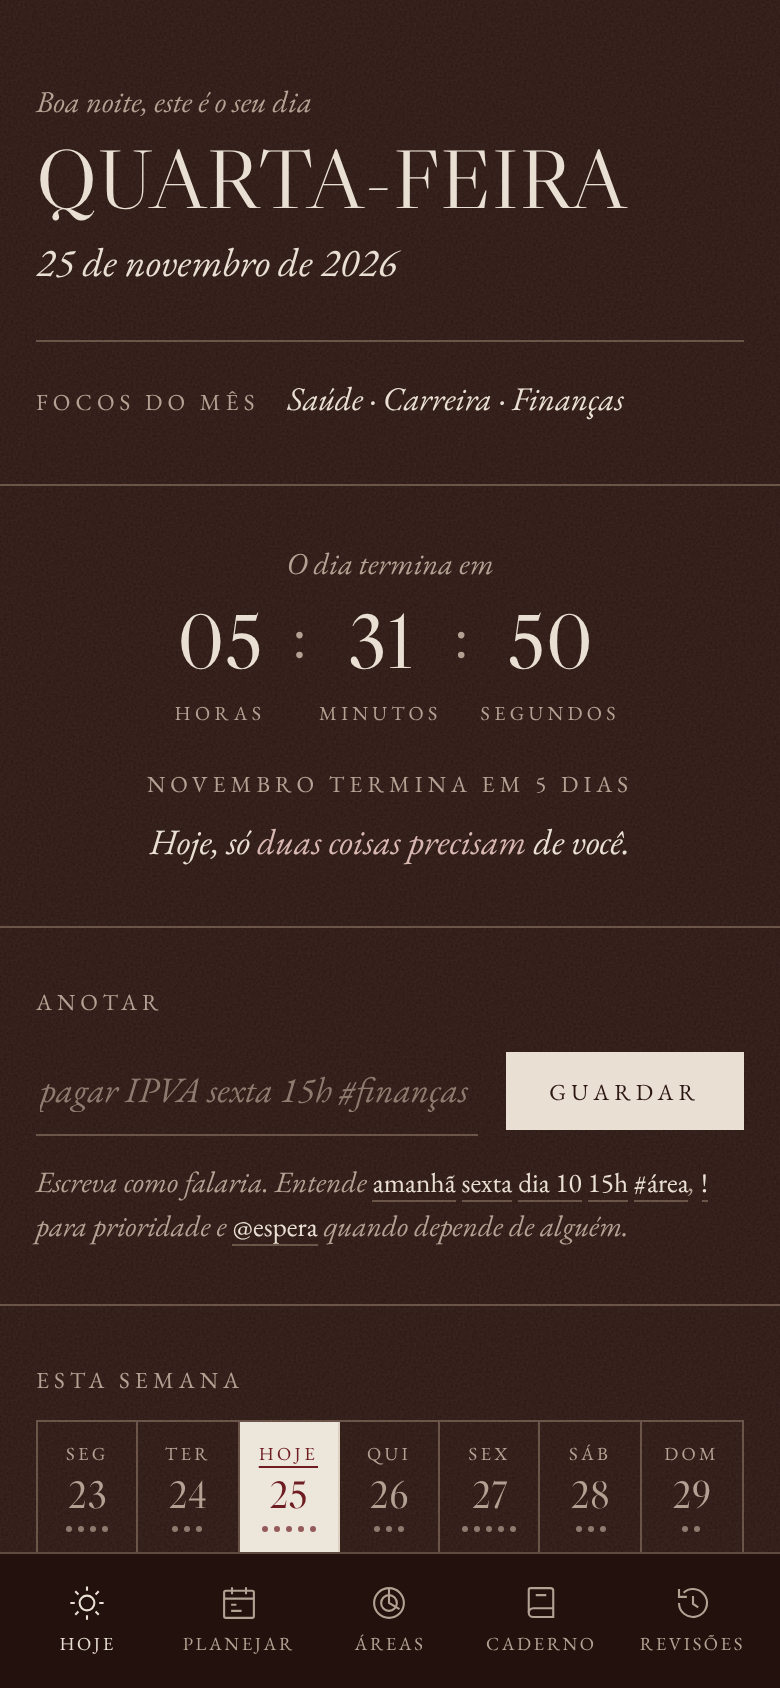 Boa noite, este é o seu dia
QUARTA-FEIRA
25 de novembro de 2026
FOCOS DO MÊS Saúde · Carreira · Finanças
O dia termina em
05 : 31 : 50
HORAS MINUTOS SEGUNDOS
NOVEMBRO TERMINA EM 5 DIAS
Hoje, só duas coisas precisam de você.
ANOTAR
pagar IPVA sexta 15h #finanças
GUARDAR
Escreva como falaria. Entende amanhã sexta dia 10 15h #área, !
para prioridade e @espera quando depende de alguém.
ESTA SEMANA
SEG TER HOJE QUI SEX SÁB DOM
23 24 25 26 27 28 29
HOJE PLANEJAR ÁREAS CADERNO REVISÕES